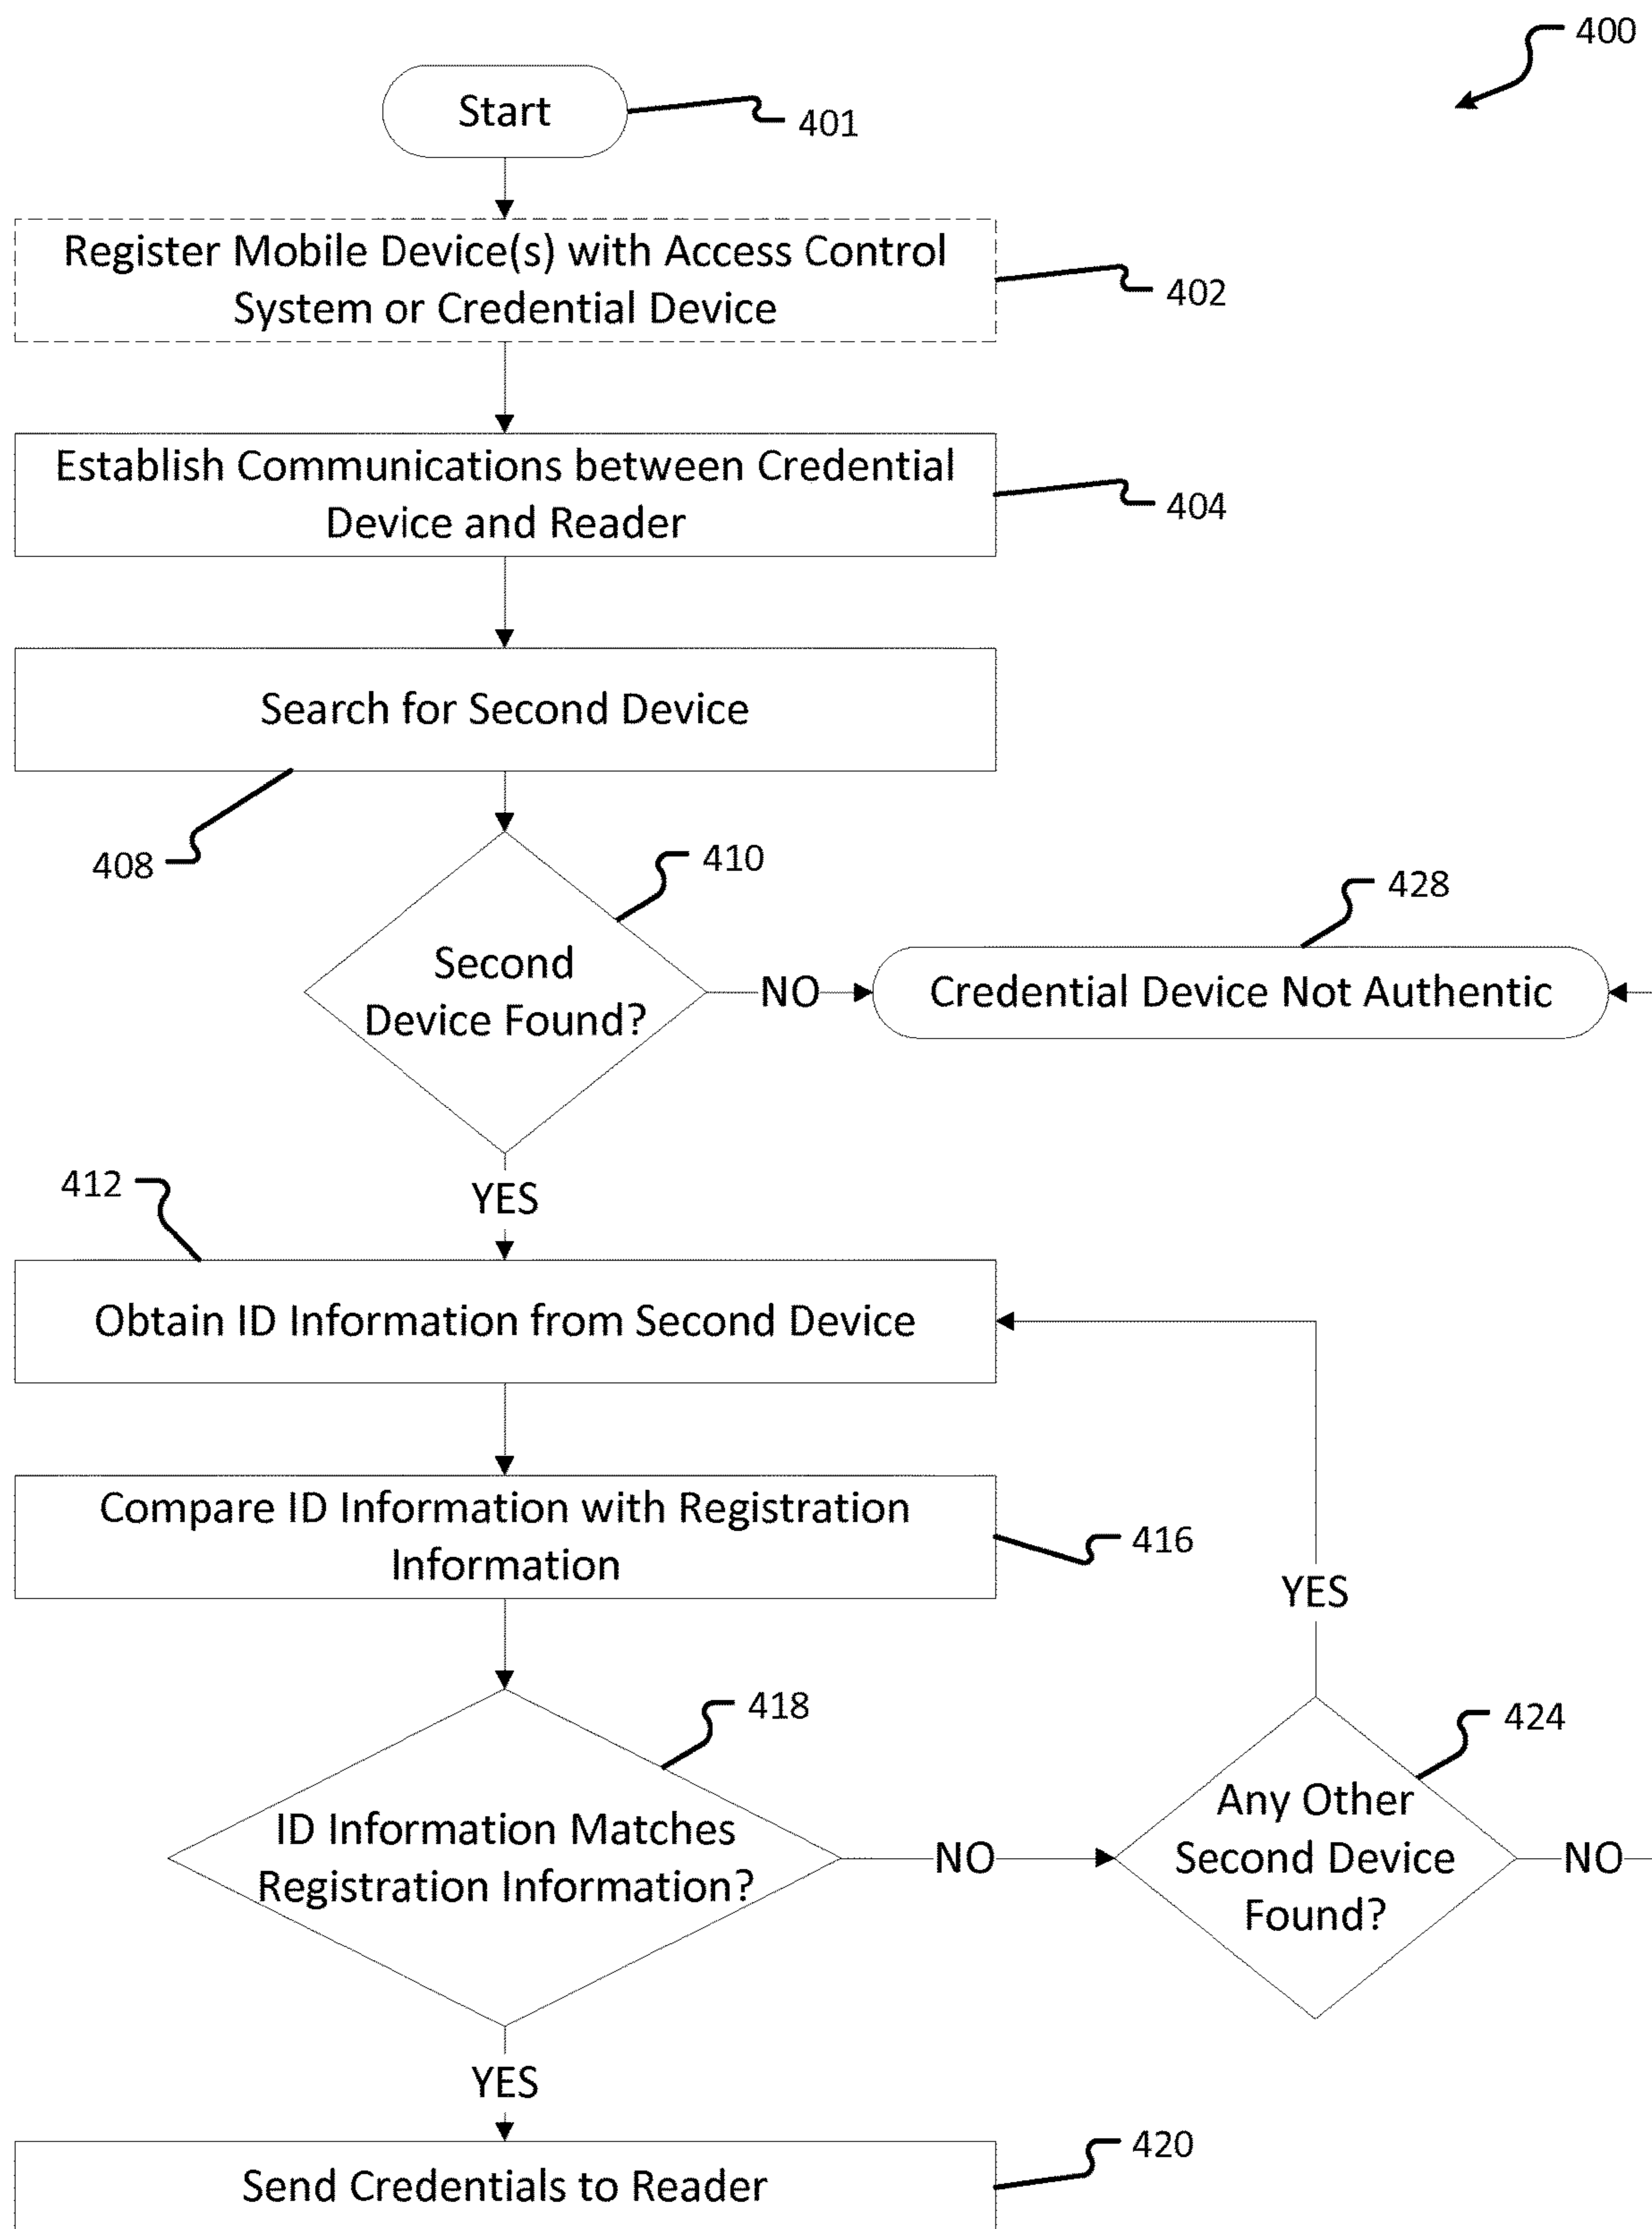 400
Start
401
Register Mobile Device(s) with Access Control
System or Credential Device
402
Establish Communications between Credential
Device and Reader
404
Search for Second Device
408
410
428
Second
Device Found?
NO
Credential Device Not Authentic
YES
412
Obtain ID Information from Second Device
Compare ID Information with Registration
Information
416
YES
418
424
ID Information Matches
Registration Information?
NO
Any Other
Second Device
Found?
NO
YES
420
Send Credentials to Reader